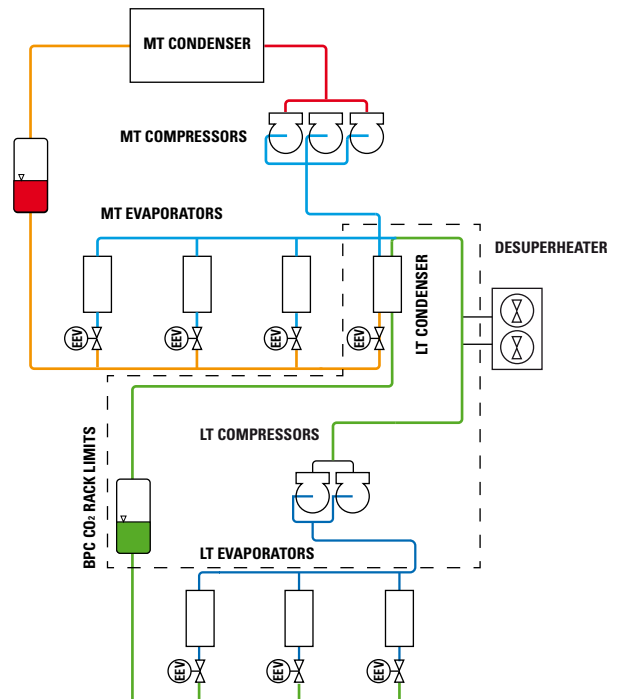 MT CONDENSER
MT COMPRESSORS
MT EVAPORATORS
DESUPERHEATER
LT CONDENSER
EEV
EEV
EEV
EEV
LT COMPRESSORS
BPC CO₂ RACK LIMITS
LT EVAPORATORS
EEV
EEV
EEV